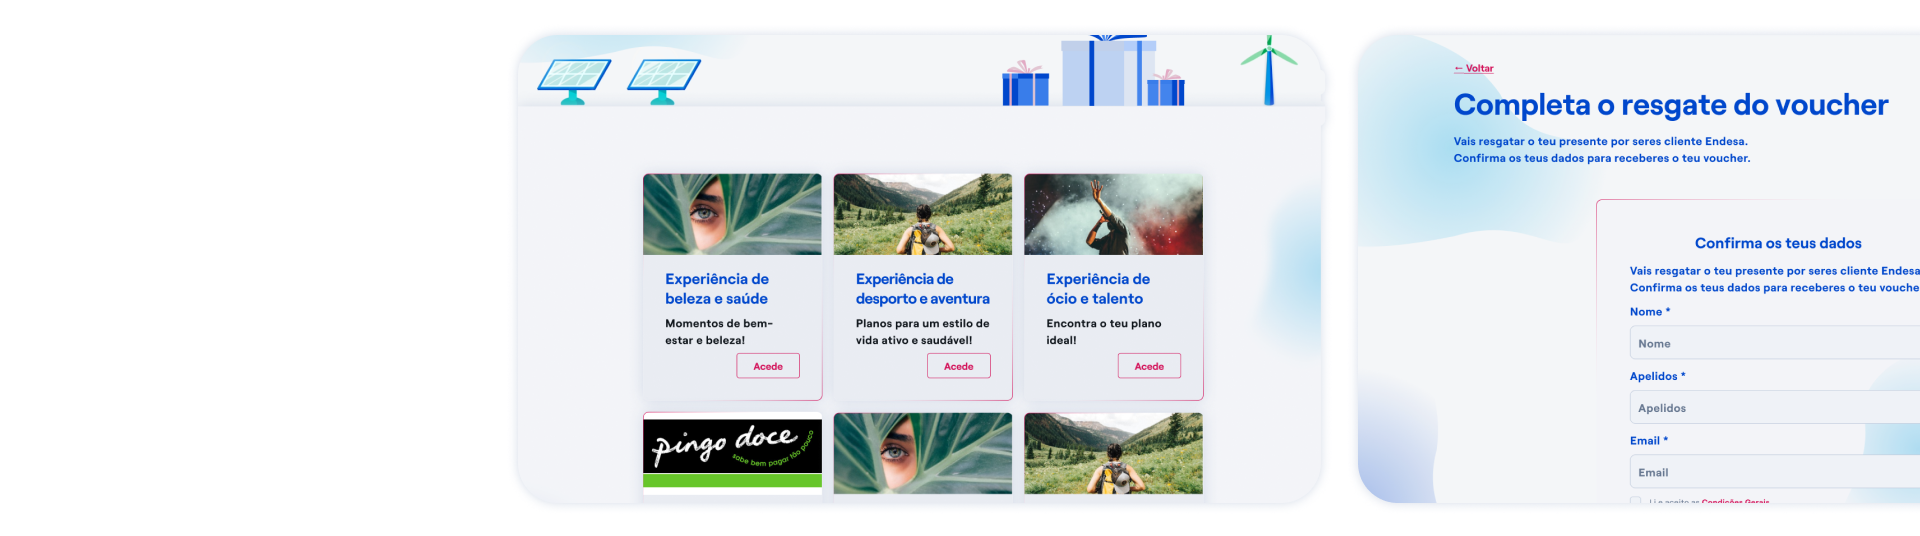 Experiência de
beleza e saúde
Momentos de bem-
estar e beleza!
Acede
Experiência de
desporto e aventura
Planos para um estilo de
vida ativo e saudável!
Acede
Experiência de
ócio e talento
Encontra o teu plano
ideal!
Acede
pingo doce
sabe bem pagar tão pouco
← Voltar
Completa o resgate do voucher
Vais resgatar o teu presente por seres cliente Endesa.
Confirma os teus dados para receberes o teu voucher.
Confirma os teus dados
Vais resgatar o teu presente por seres cliente Endesa
Confirma os teus dados para receberes o teu vouche
Nome *
Nome
Apelidos *
Apelidos
Email *
Email
Li e aceito as Condições Gerais